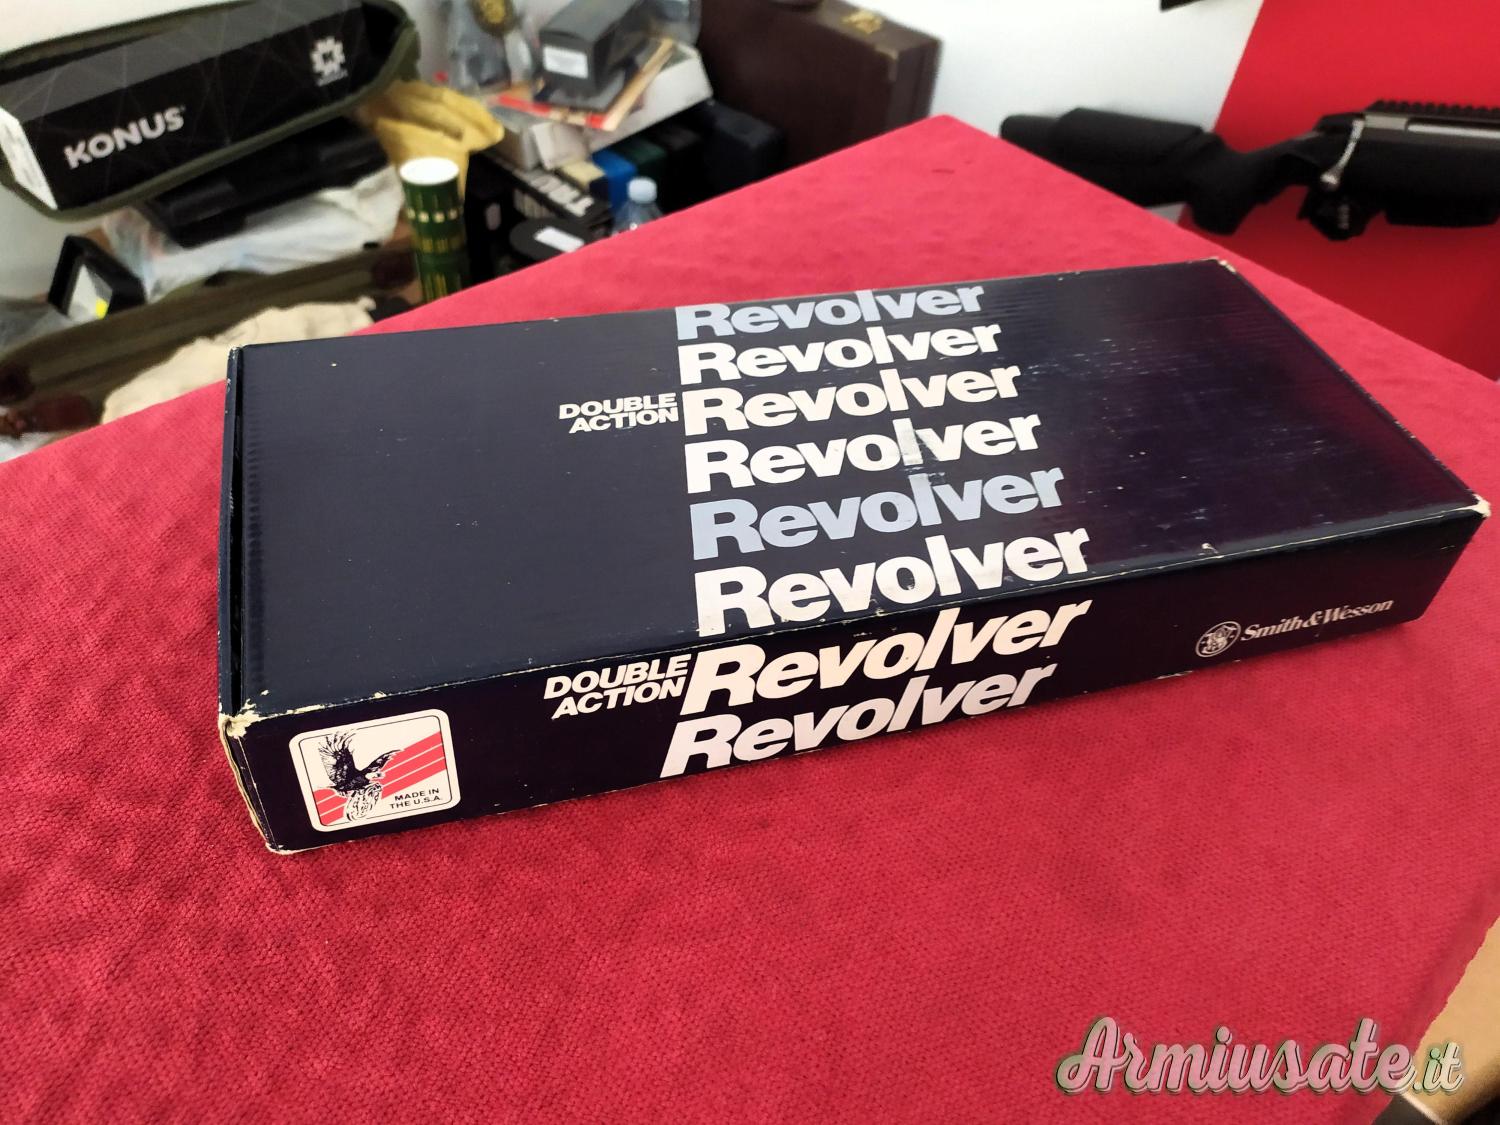 KONUS
Revolver
Revolver
DOUBLE ACTION Revolver
Revolver
Revolver
Revolver
DOUBLE ACTION Revolver
Revolver
Smith & Wesson
MADE IN
THE U.S.A.
Armiusate.it